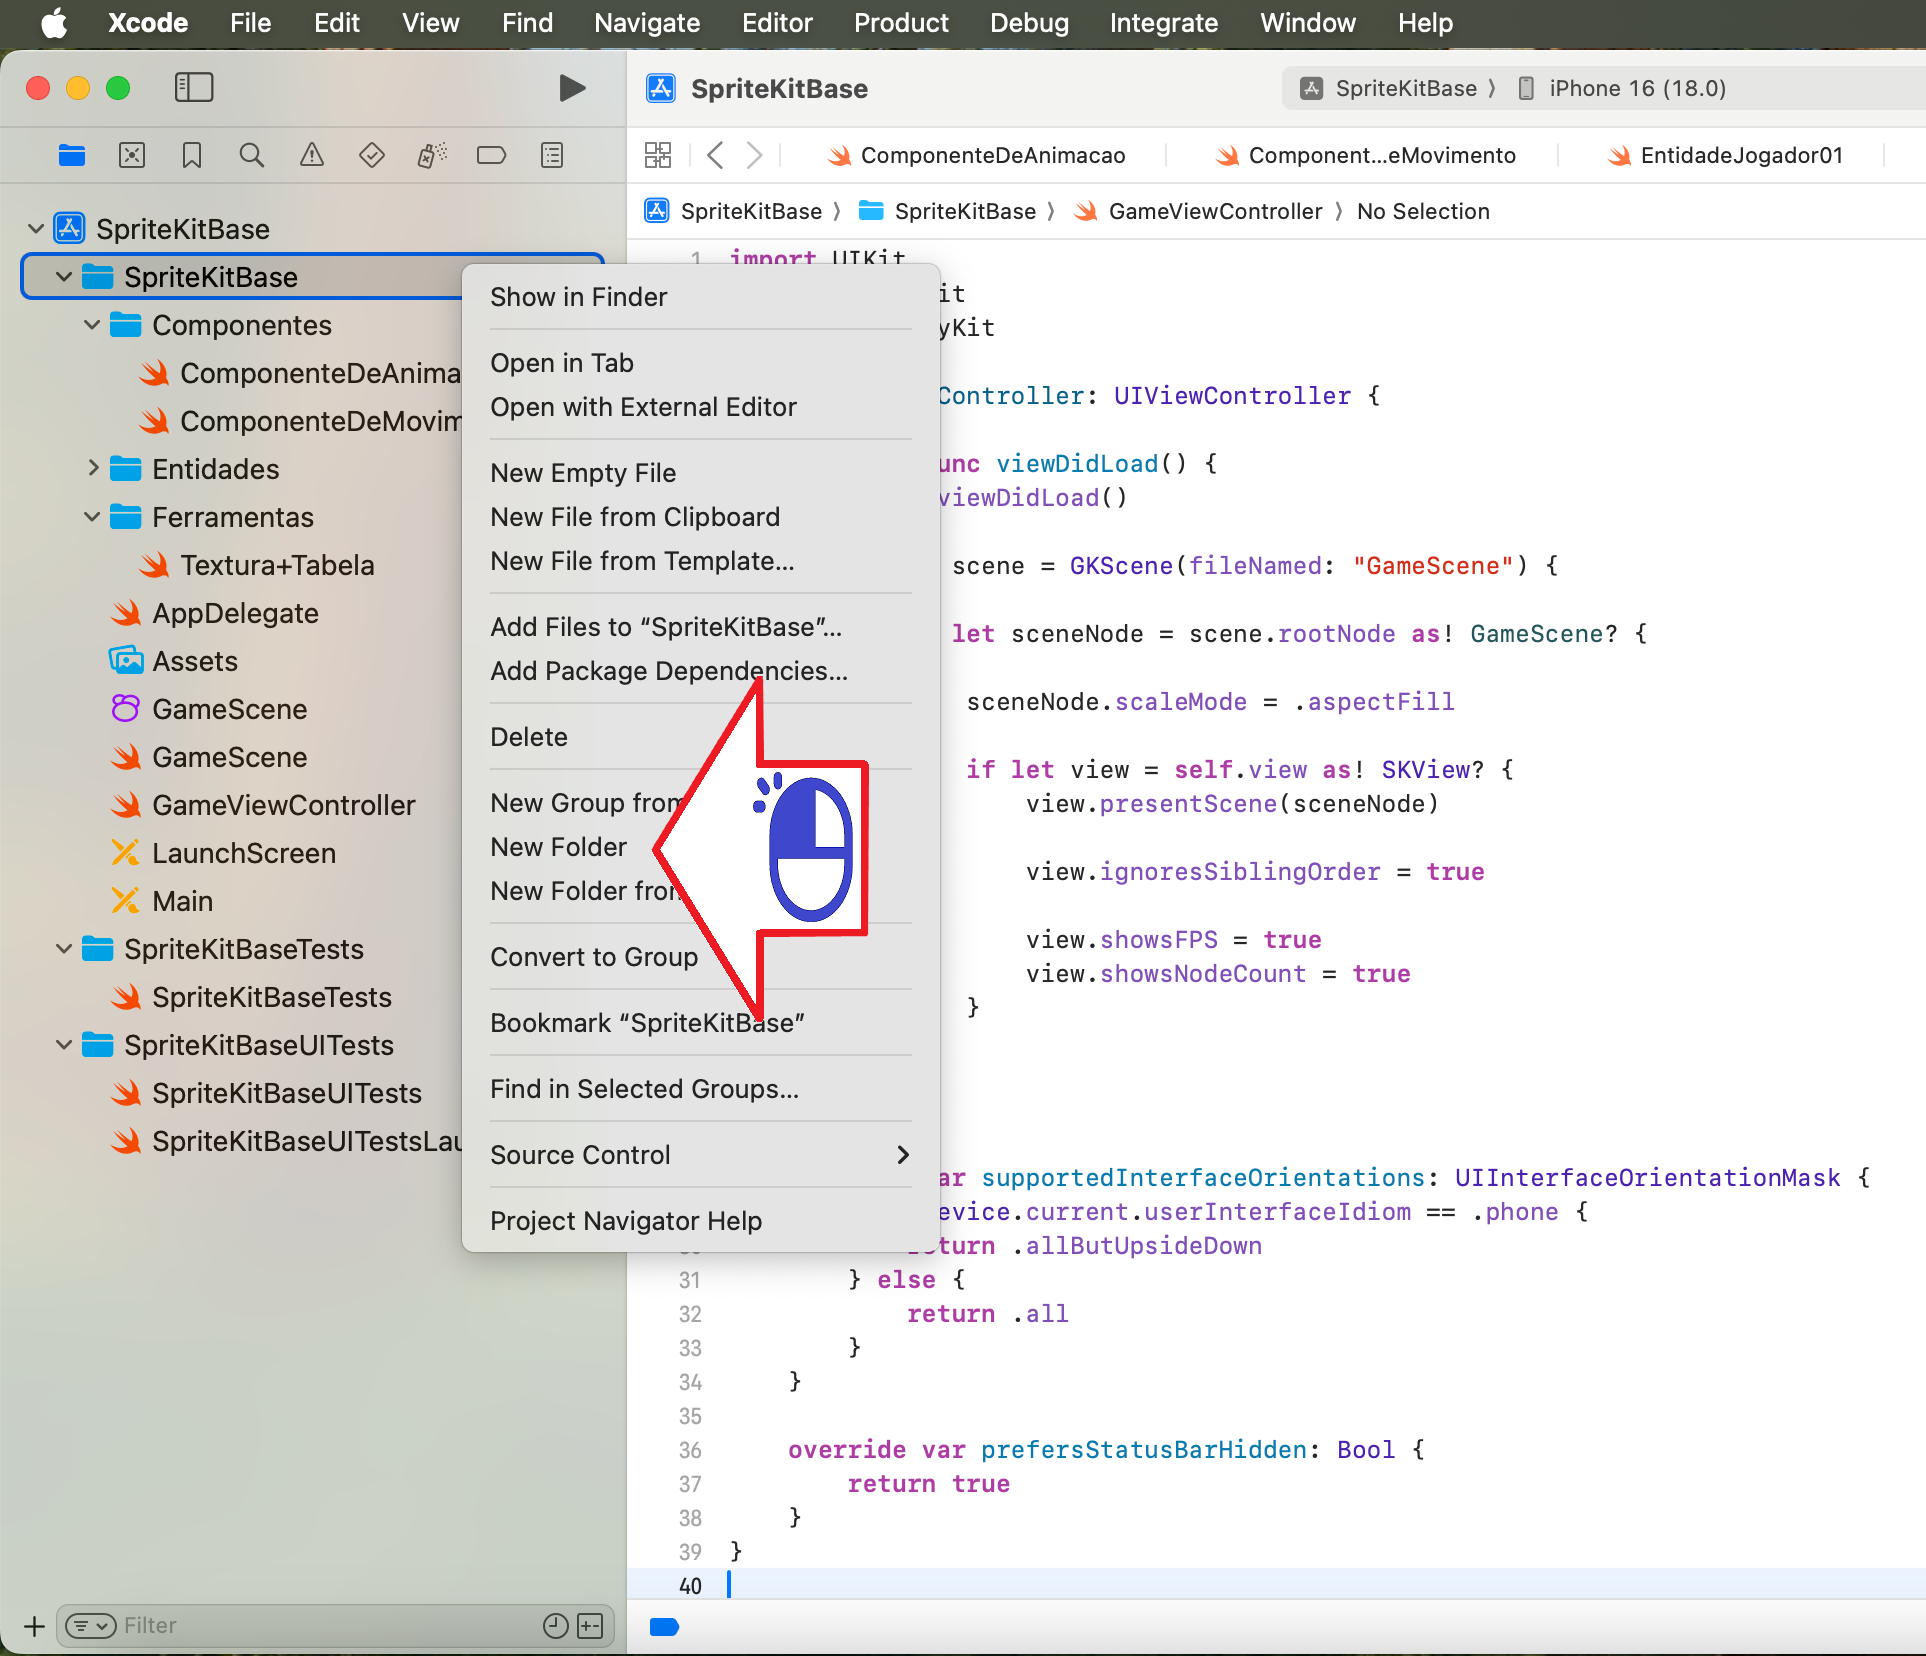 Xcode File Edit View Find Navigate Editor Product Debug Integrate Window Help
SpriteKitBase
SpriteKitBase 〉 iPhone 16 (18.0)
ComponenteDeAnimacao
Component...eMovimento
EntidadeJogador01
SpriteKitBase 〉 SpriteKitBase 〉 GameViewController 〉 No Selection
SpriteKitBase
SpriteKitBase
Componentes
ComponenteDeAnima
ComponenteDeMovim
Entidades
Ferramentas
Textura+Tabela
AppDelegate
Assets
GameScene
GameScene
GameViewController
LaunchScreen
Main
SpriteKitBaseTests
SpriteKitBaseTests
SpriteKitBaseUITests
SpriteKitBaseUITests
SpriteKitBaseUITestsLau
Filter
Show in Finder
Open in Tab
Open with External Editor
New Empty File
New File from Clipboard
New File from Template...
Add Files to “SpriteKitBase”...
Add Package Dependencies...
Delete
New Group from
New Folder
New Folder from
Convert to Group
Bookmark “SpriteKitBase”
Find in Selected Groups...
Source Control
Project Navigator Help
1 import UIKit
it
yKit
Controller: UIViewController {
unc viewDidLoad() {
viewDidLoad()
scene = GKScene(fileNamed: "GameScene") {
let sceneNode = scene.rootNode as! GameScene? {
sceneNode.scaleMode = .aspectFill
if let view = self.view as! SKView? {
view.presentScene(sceneNode)
view.ignoresSiblingOrder = true
view.showsFPS = true
view.showsNodeCount = true
}
ar supportedInterfaceOrientations: UIInterfaceOrientationMask {
evice.current.userInterfaceIdiom == .phone {
return .allButUpsideDown
31 } else {
32 return .all
33 }
34 }
35
36 override var prefersStatusBarHidden: Bool {
37 return true
38 }
39 }
40